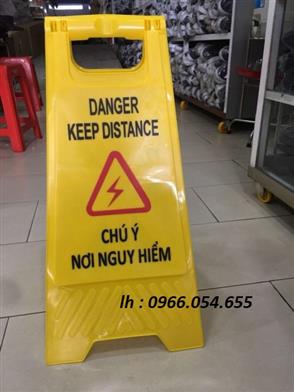 DANGER
KEEP DISTANCE
CHÚ Ý
NƠI NGUY HIỂM
lh : 0966.054.655